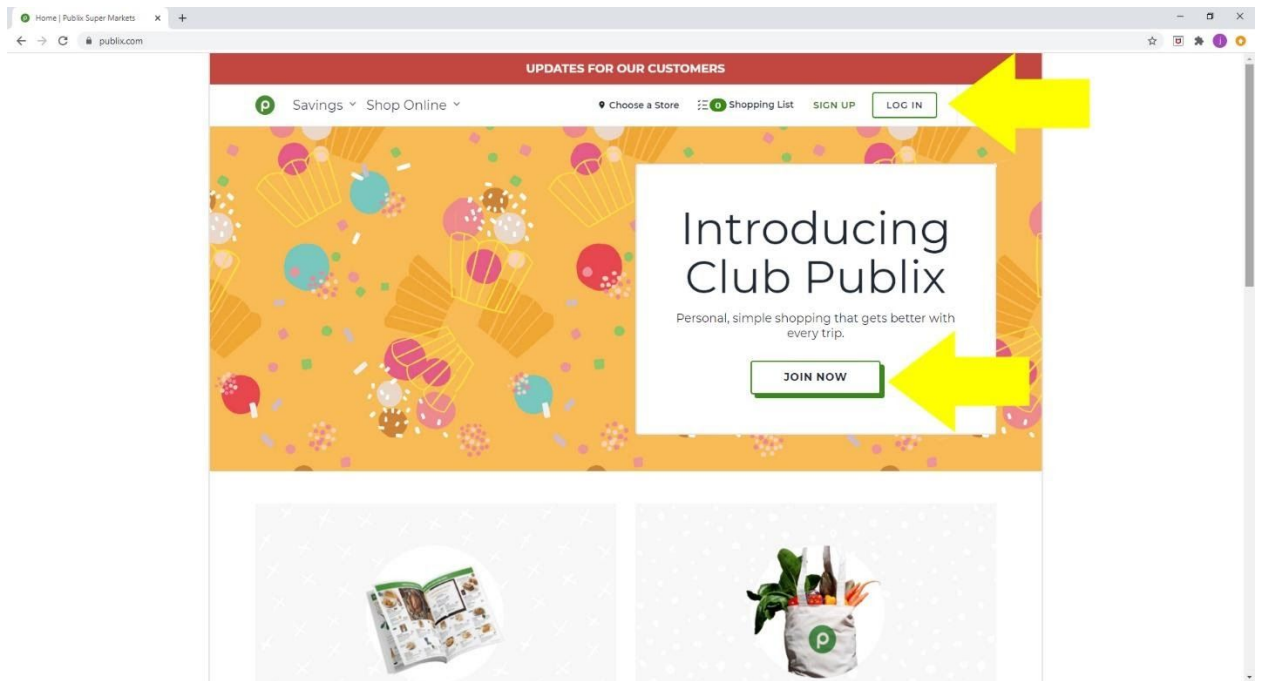 Home | Publix Super Markets
publix.com
UPDATES FOR OUR CUSTOMERS
p Savings Shop Online Choose a Store 0 Shopping List SIGN UP LOG IN
Introducing
Club Publix
Personal, simple shopping that gets better with
every trip.
JOIN NOW
p